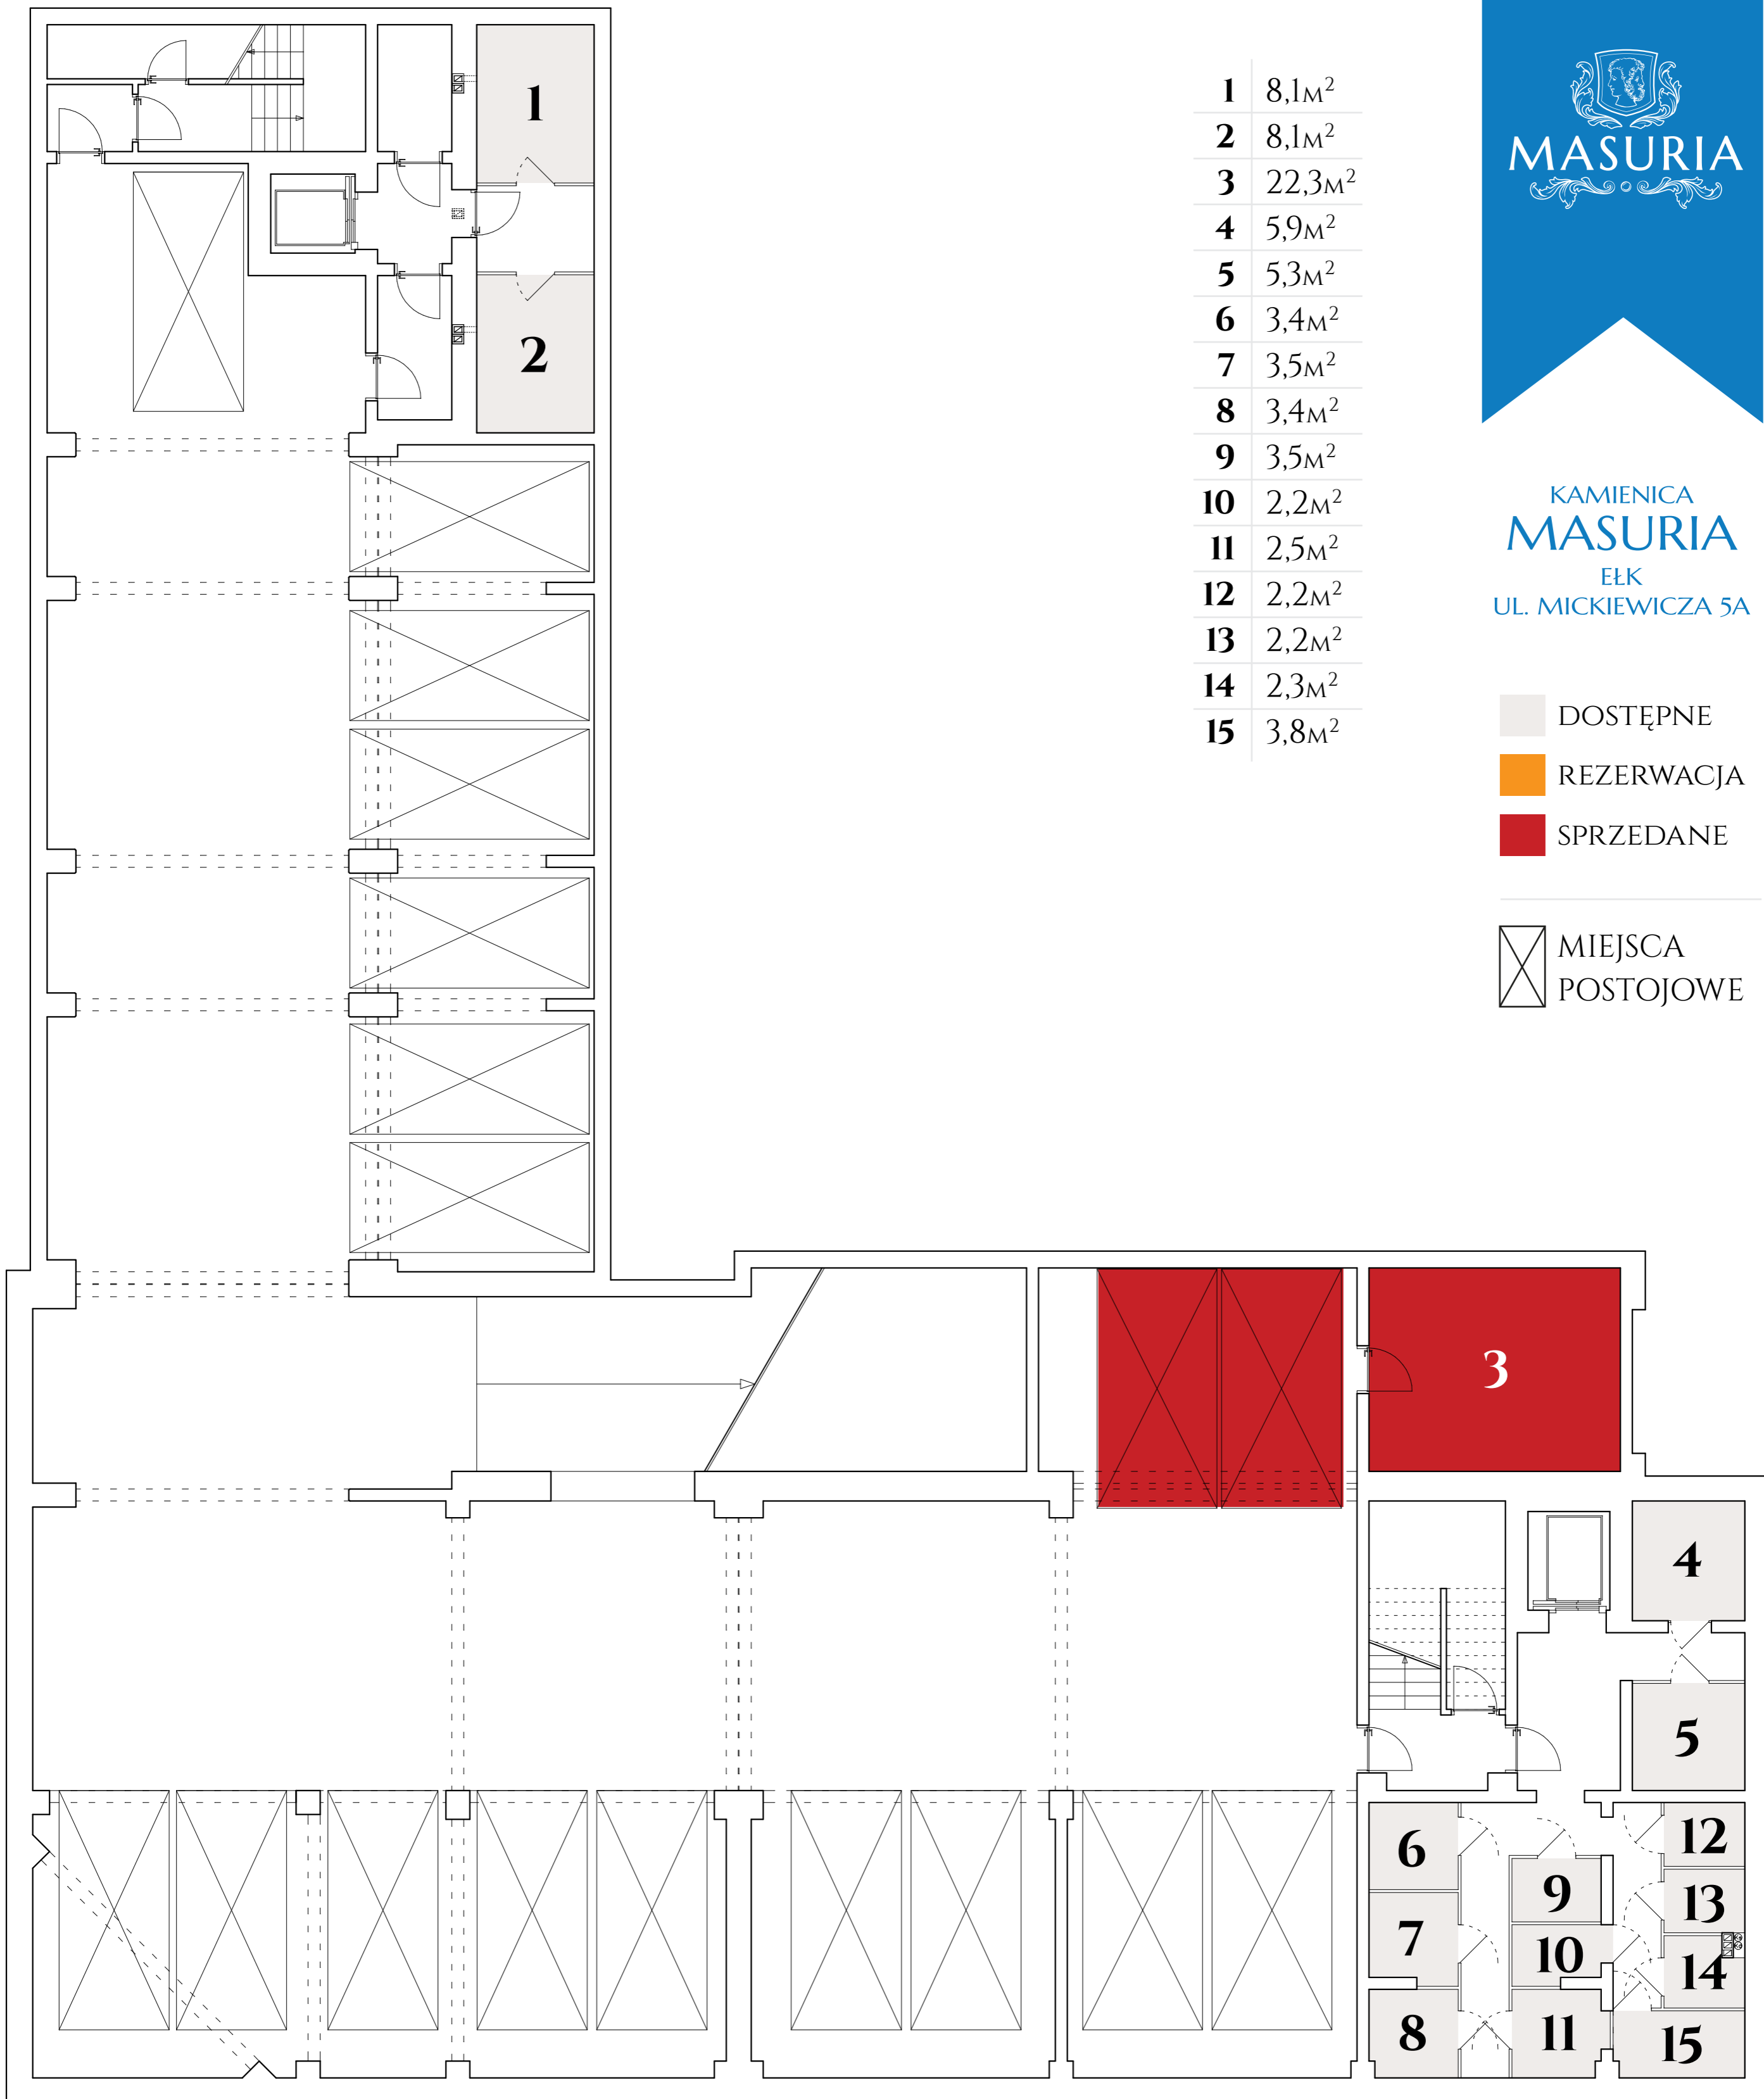 MASURIA
1 8,1M²
2 8,1M²
3 22,3M²
4 5,9M²
5 5,3M²
6 3,4M²
7 3,5M²
8 3,4M²
9 3,5M²
10 2,2M²
11 2,5M²
12 2,2M²
13 2,2M²
14 2,3M²
15 3,8M²
KAMIENICA
MASURIA
EŁK
UL. MICKIEWICZA 5A
DOSTĘPNE
REZERWACJA
SPRZEDANE
MIEJSCA
POSTOJOWE
1
2
3
4
5
6
7
8
9
10
11
12
13
14
15